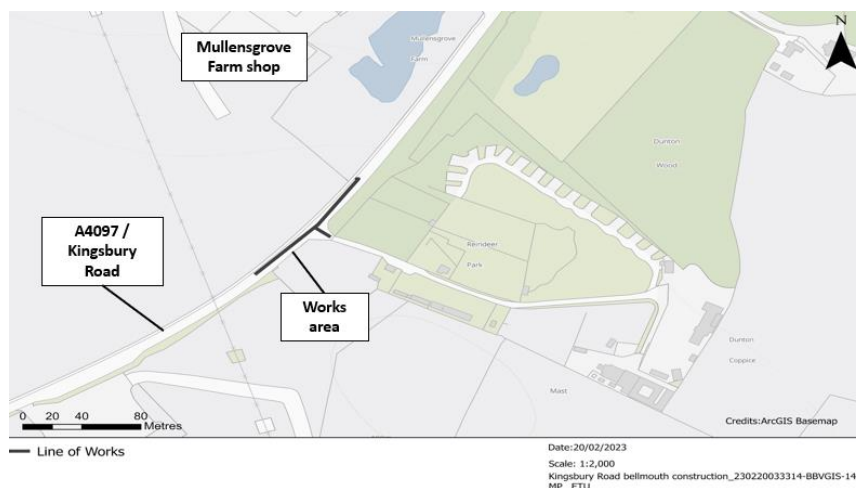 Mullensgrove
Farm shop
Mullensgrove
Farm
N
Dunton
Wood
A4097 /
Kingsbury
Road
Reindeer
Park
Works
area
Dunton
Coppice
Mast
0 20 40 80
Metres
Credits:ArcGIS Basemap
Line of Works
Date:20/02/2023
Scale: 1:2,000
Kingsbury Road bellmouth construction_230220033314-BBVGIS-14